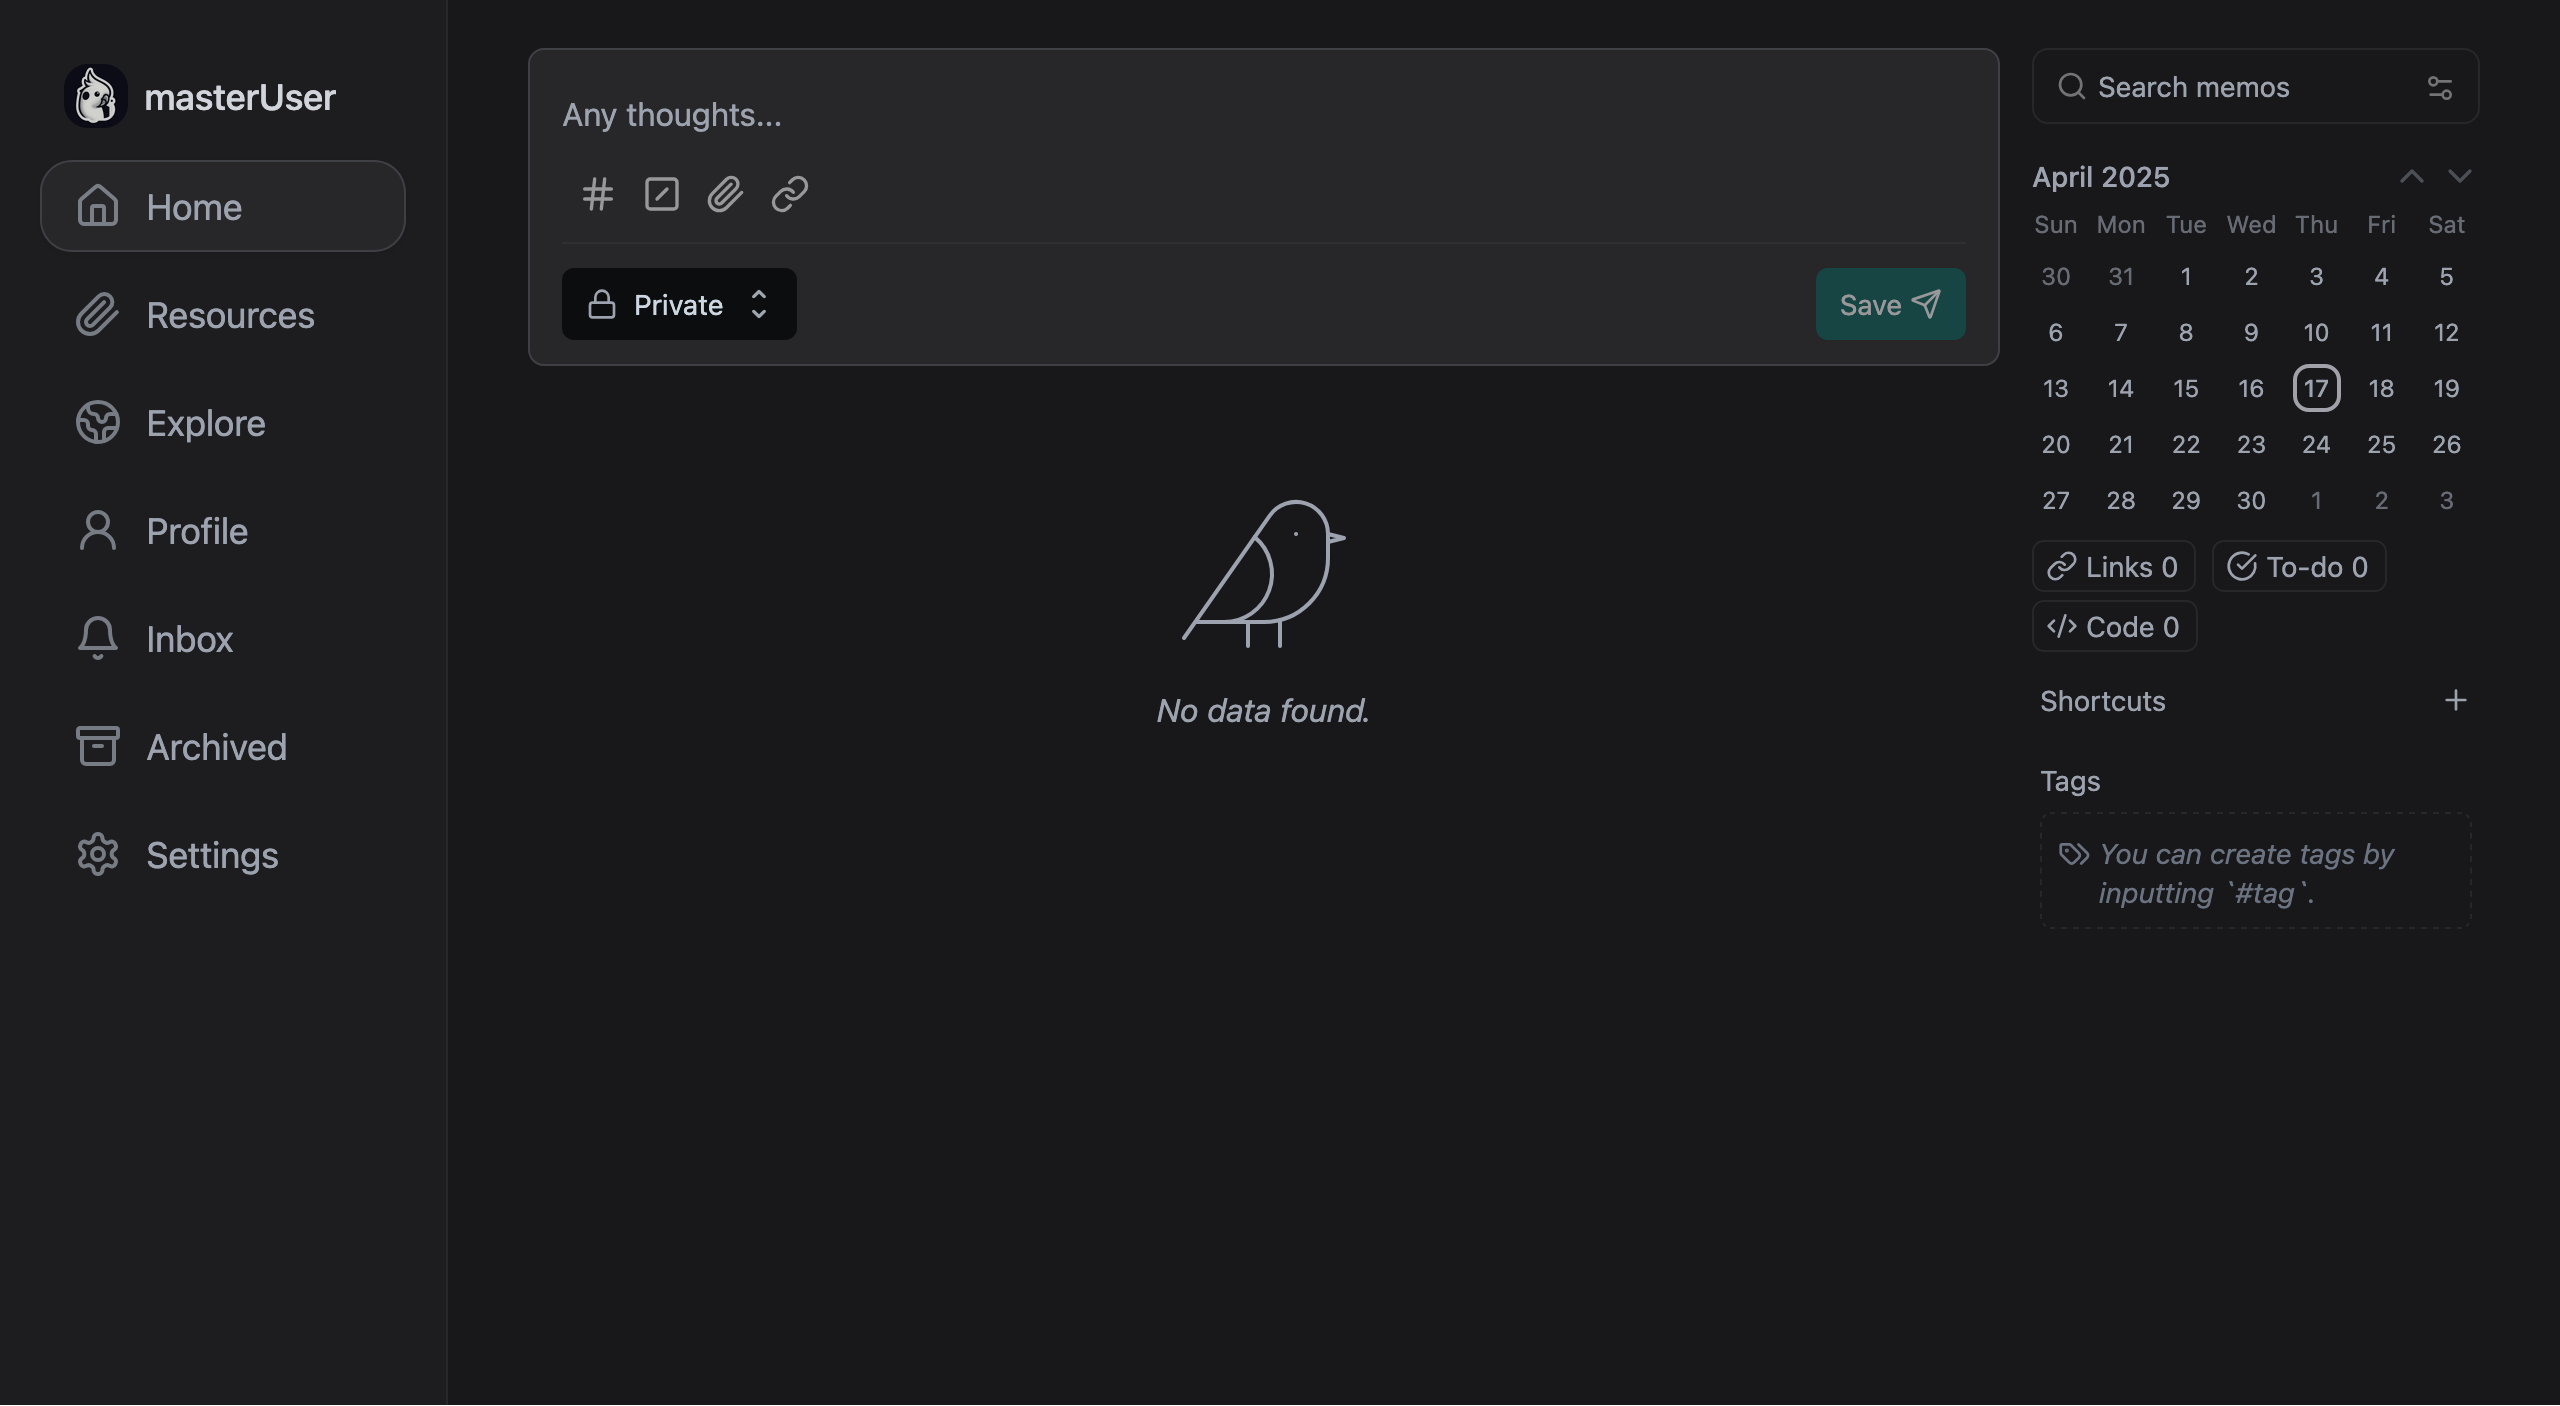 masterUser
Home
Resources
Explore
Profile
Inbox
Archived
Settings
Any thoughts...
Private
Save
No data found.
Search memos
April 2025
Sun Mon Tue Wed Thu Fri Sat
30 31 1 2 3 4 5
6 7 8 9 10 11 12
13 14 15 16 17 18 19
20 21 22 23 24 25 26
27 28 29 30 1 2 3
Links 0 To-do 0
Code 0
Shortcuts
Tags
You can create tags by
inputting `#tag`.